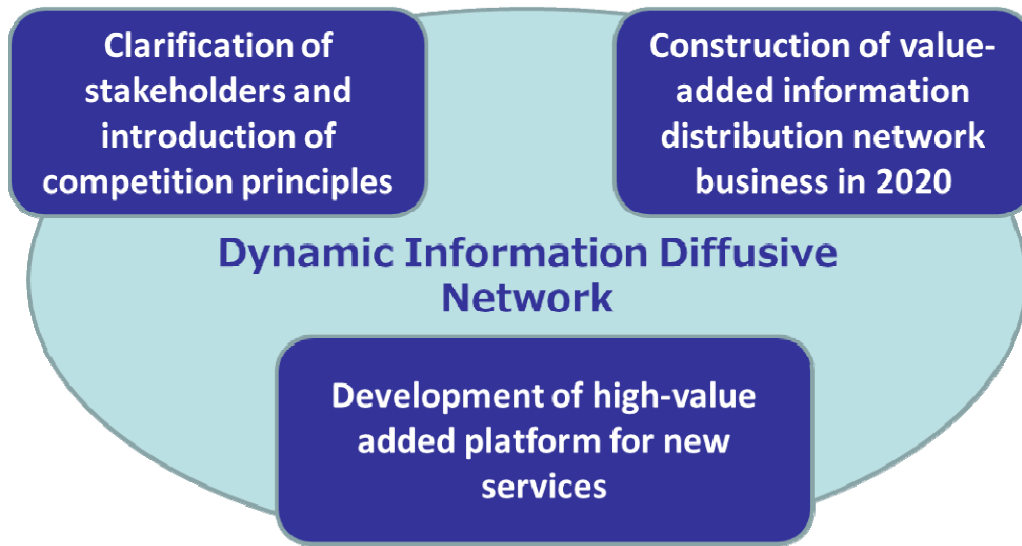 Clarification of
stakeholders and
introduction of
competition principles
Construction of value-
added information
distribution network
business in 2020
Dynamic Information Diffusive
Network
Development of high-value
added platform for new
services